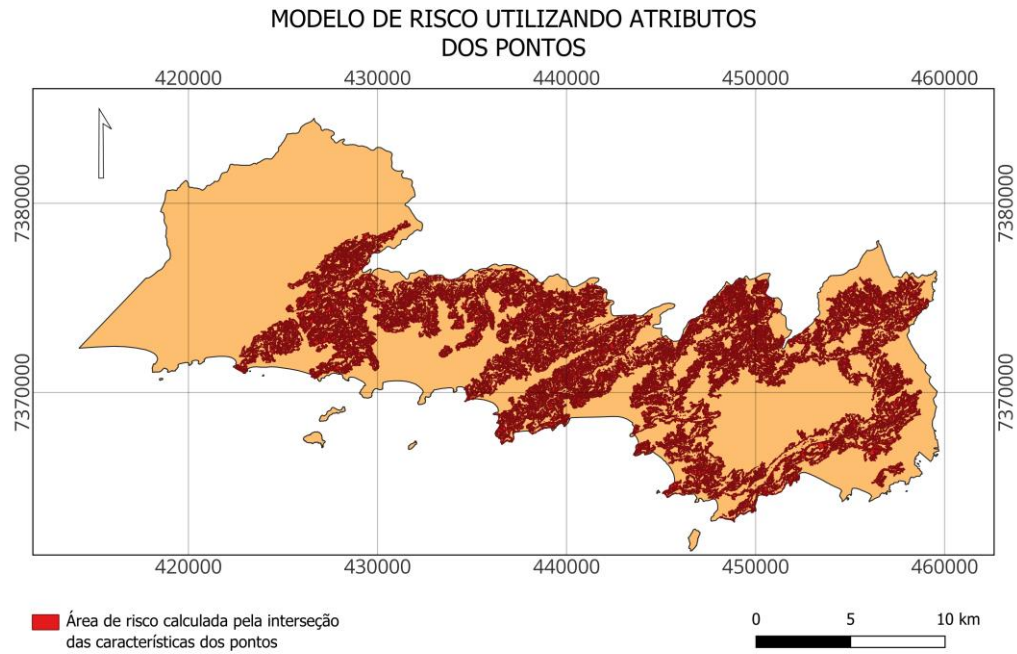 MODELO DE RISCO UTILIZANDO ATRIBUTOS
DOS PONTOS
420000 430000 440000 450000 460000
7380000 7380000
7370000 7370000
420000 430000 440000 450000 460000
Área de risco calculada pela interseção
das características dos pontos
0 5 10 km